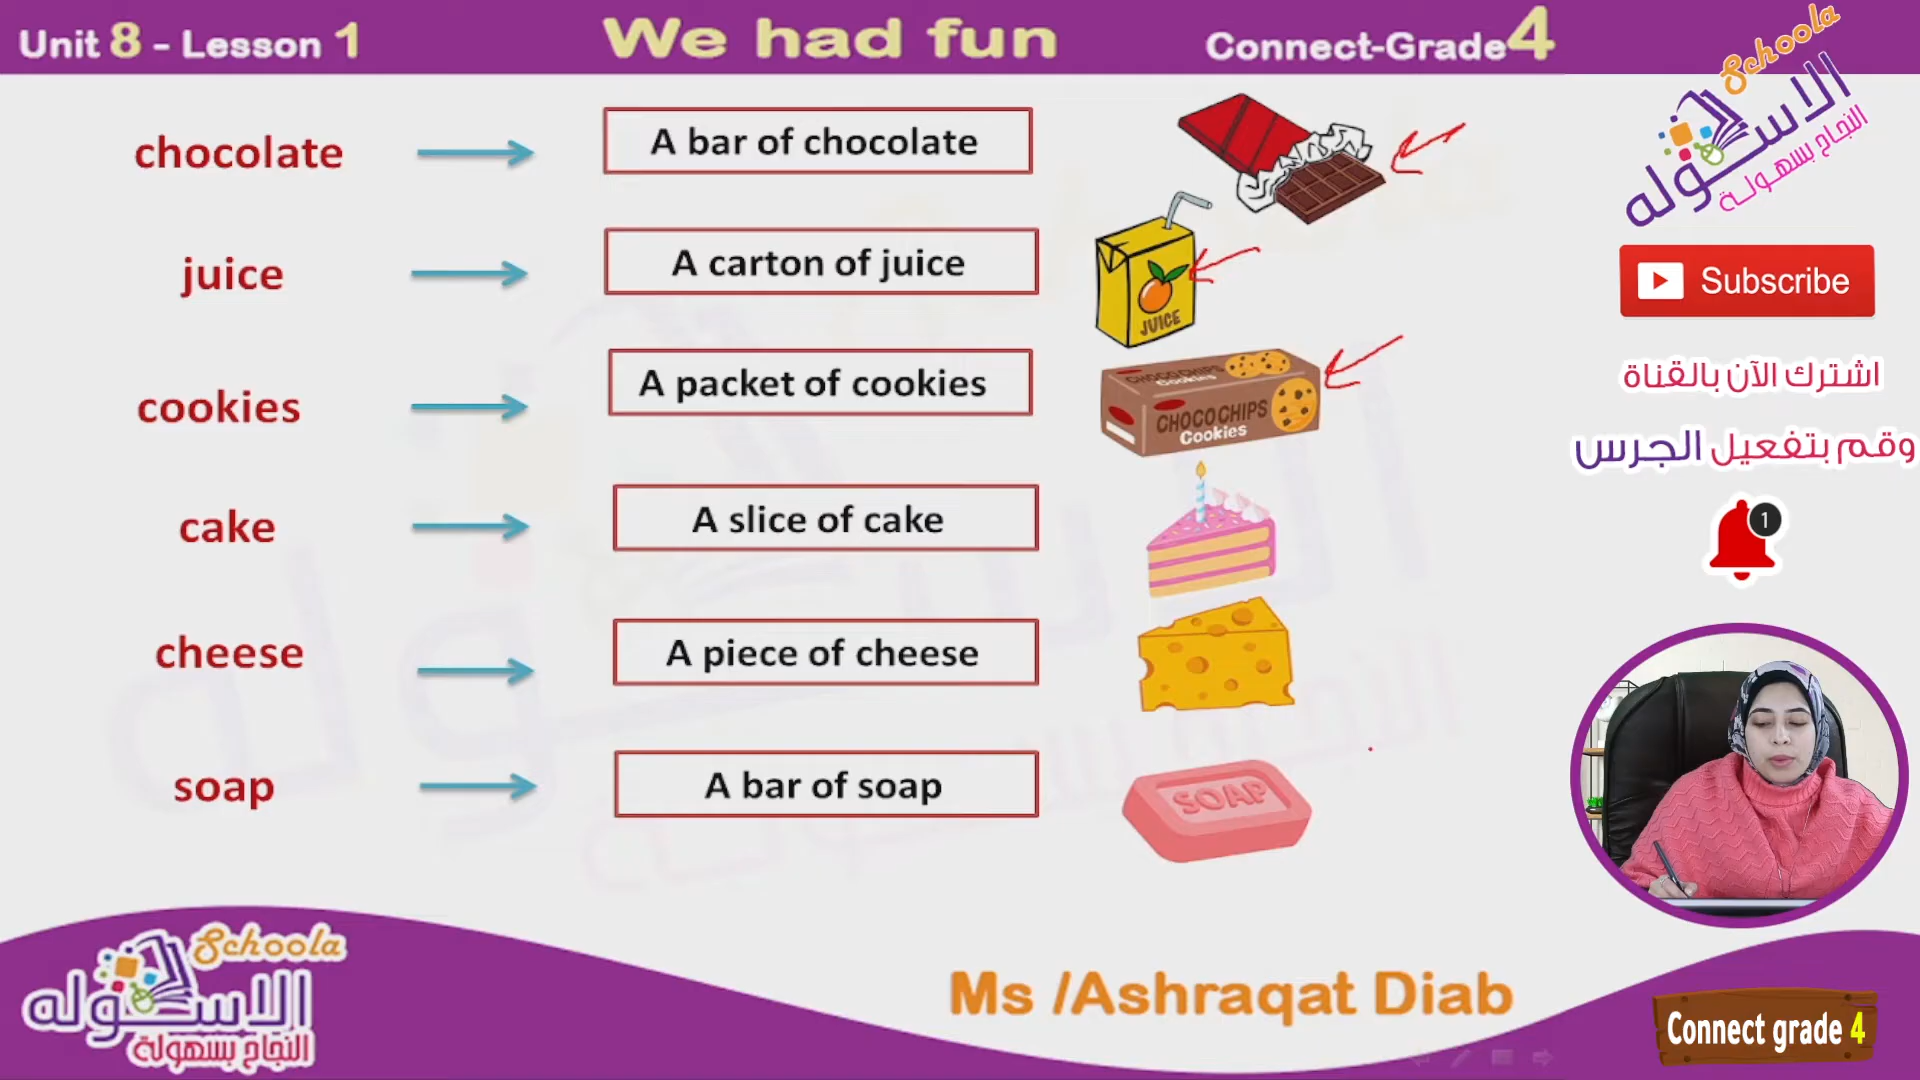 Unit 8 - Lesson 1
We had fun
Connect-Grade4
Schoola
الاسكوله
النجاح بسهولة
chocolate
A bar of chocolate
juice
A carton of juice
JUICE
Subscribe
cookies
A packet of cookies
CHOCO CHIPS
Cookies
CHOCO CHIPS
Cookies
اشترك الآن بالقناة
وقم بتفعيل الجرس
1
cake
A slice of cake
cheese
A piece of cheese
soap
A bar of soap
SOAP
Schoola
الاسكوله
النجاح بسهولة
Ms /Ashraqat Diab
Connect grade 4